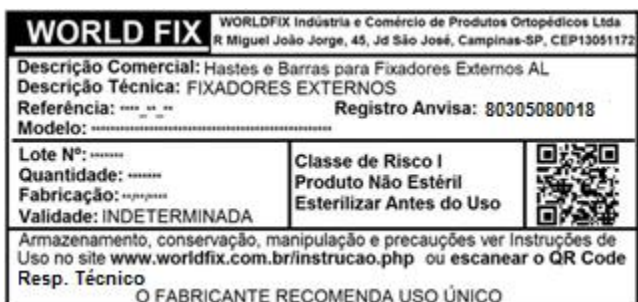 WORLD FIX
WORLDFIX Indústria e Comércio de Produtos Ortopédicos Ltda
R Miguel João Jorge, 45, Jd São José, Campinas-SP, CEP13051172
Descrição Comercial: Hastes e Barras para Fixadores Externos AL
Descrição Técnica: FIXADORES EXTERNOS
Referência: Registro Anvisa: 80305080018
Modelo:
Lote Nº:
Quantidade:
Fabricação:
Validade: INDETERMINADA
Classe de Risco I
Produto Não Estéril
Esterilizar Antes do Uso
Armazenamento, conservação, manipulação e precauções ver Instruções de
Uso no site www.worldfix.com.br/instrucao.php ou escanear o QR Code
Resp. Técnico
O FABRICANTE RECOMENDA USO ÚNICO